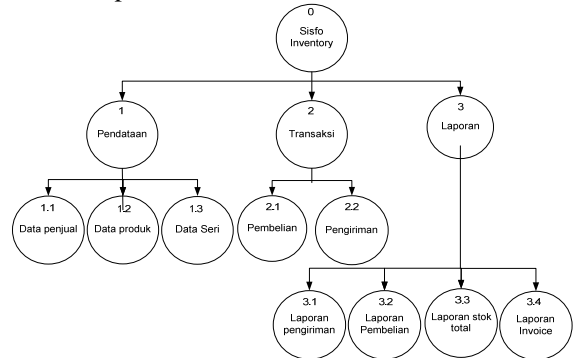 0
Sisfo
Inventory
1
Pendataan
2
Transaksi
3
Laporan
1.1
Data penjual
1.2
Data produk
1.3
Data Seri
2.1
Pembelian
2.2
Pengiriman
3.1
Laporan
pengiriman
3.2
Laporan
Pembelian
3.3
Laporan stok
total
3.4
Laporan
Invoice